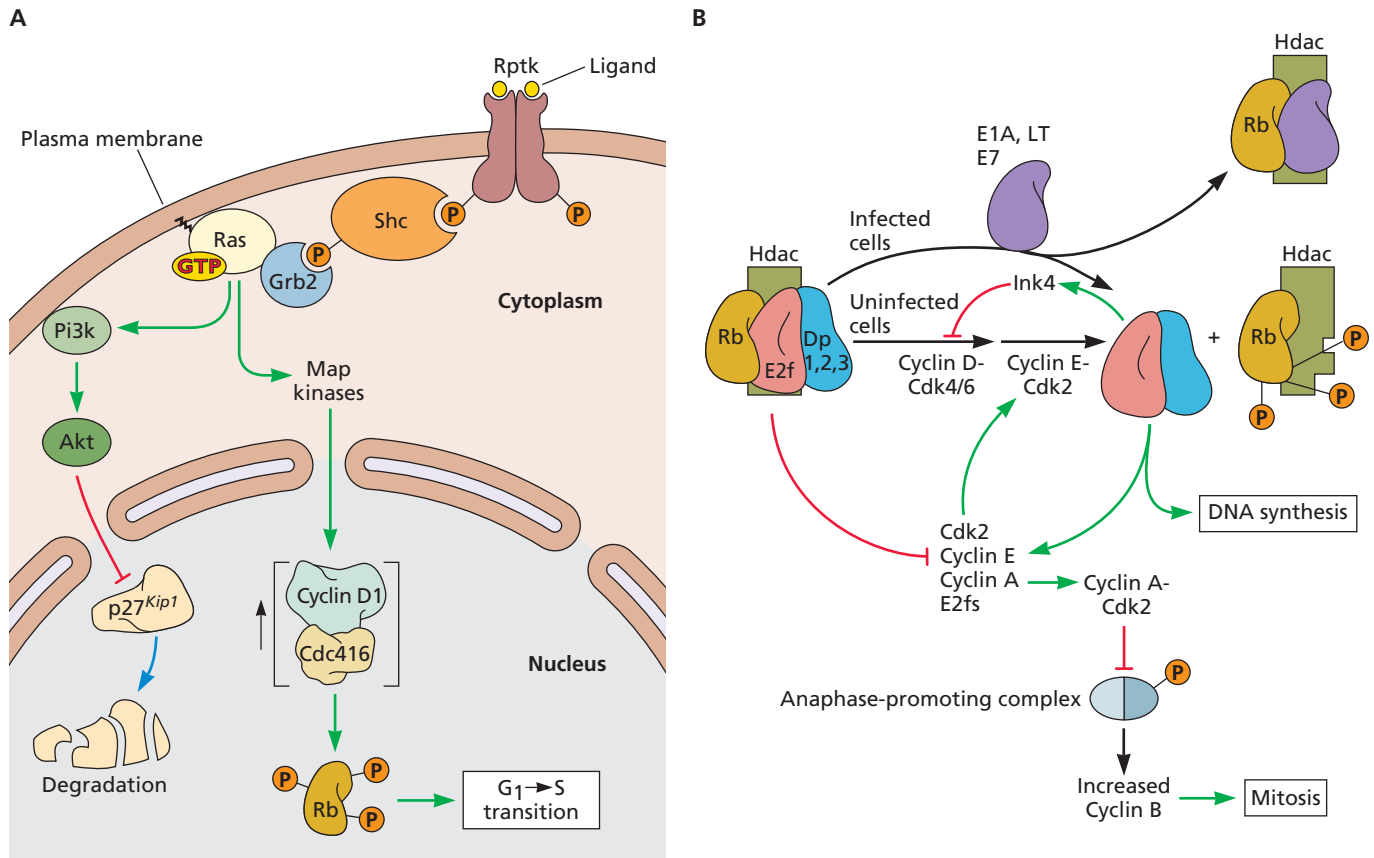 A
Rptk
Ligand
Plasma membrane
P
P
Shc
Ras
GTP
P
Grb2
Cytoplasm
Pi3k
Map
kinases
Akt
p27Kip1
Cyclin D1
Cdc416
Nucleus
Degradation
P
P
Rb
P
G1 S
transition
B
Hdac
Rb
E1A, LT
E7
Infected
cells
Hdac
Hdac
Ink4
Uninfected
cells
Rb
E2f
Dp
1,2,3
Cyclin D-
Cdk4/6
Cyclin E-
Cdk2
+
Rb
P
P
P
DNA synthesis
Cdk2
Cyclin E
Cyclin A
E2fs
Cyclin A-
Cdk2
P
Anaphase-promoting complex
Increased
Cyclin B
Mitosis